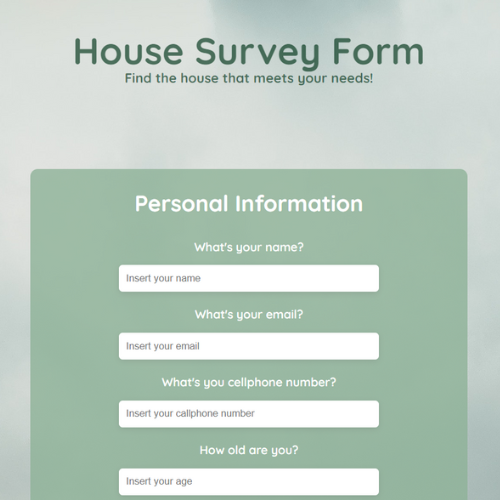 House Survey Form
Find the house that meets your needs!
Personal Information
What's your name?
Insert your name
What's your email?
Insert your email
What's you cellphone number?
Insert your callphone number
How old are you?
Insert your age